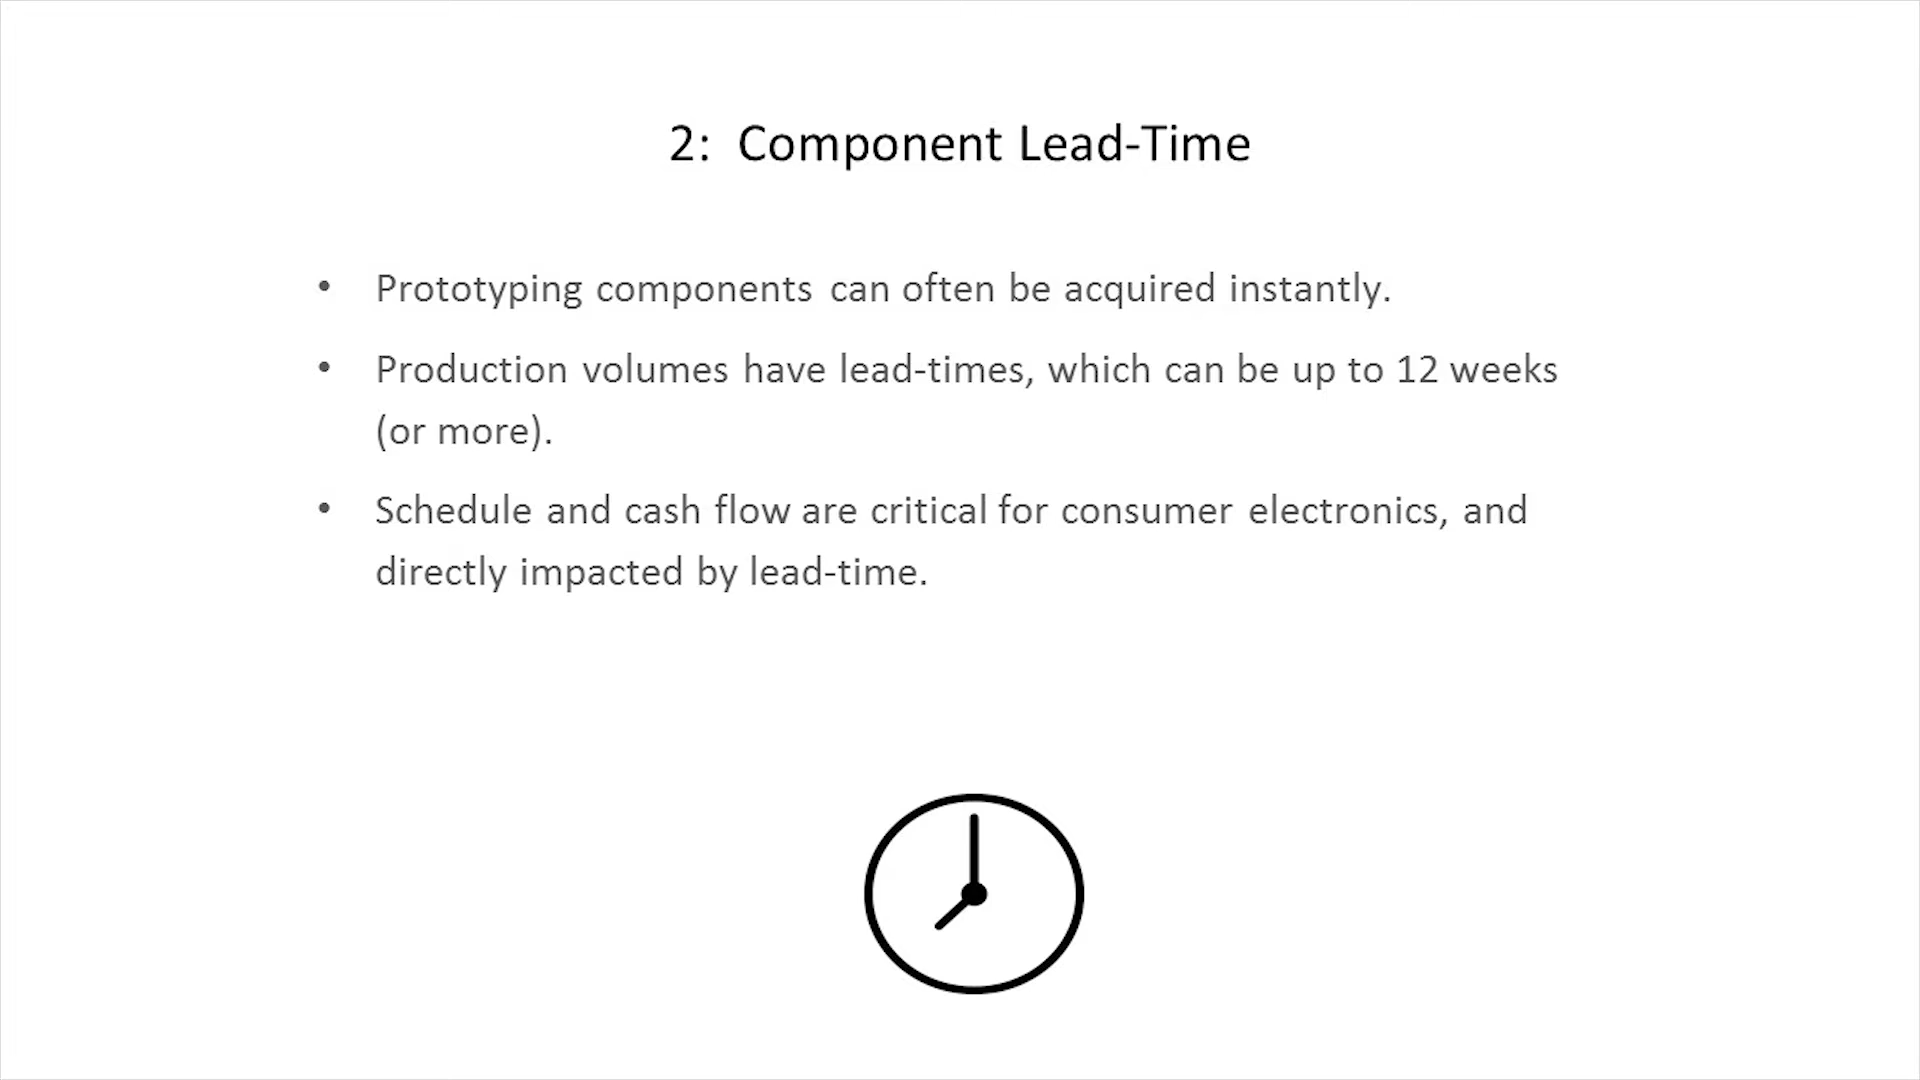 2: Component Lead-Time
• Prototyping components can often be acquired instantly.
• Production volumes have lead-times, which can be up to 12 weeks
(or more).
• Schedule and cash flow are critical for consumer electronics, and
directly impacted by lead-time.